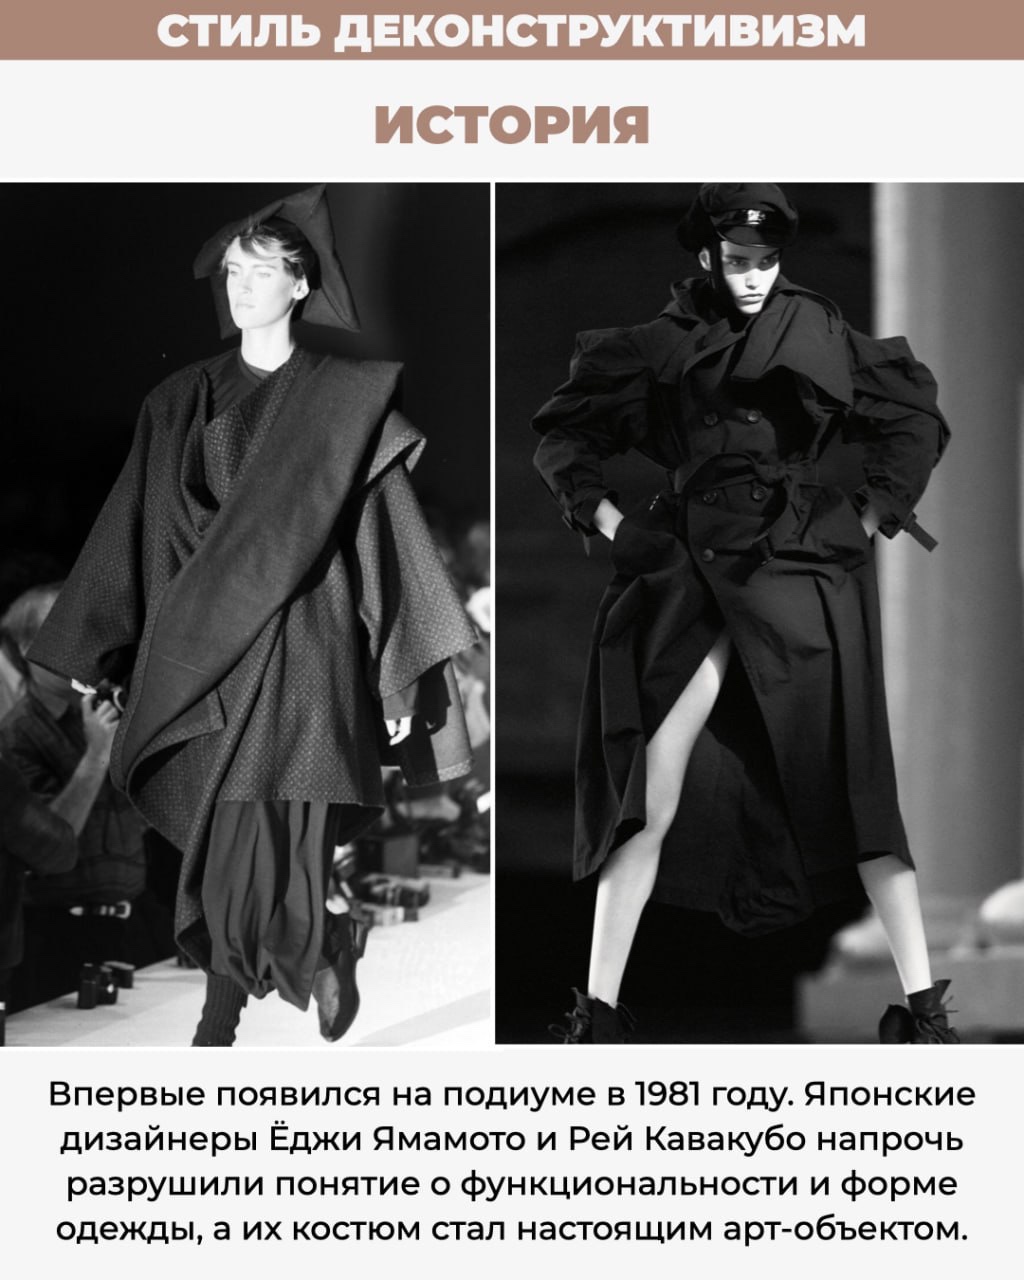 СТИЛЬ ДЕКОНСТРУКТИВИЗМ
ИСТОРИЯ
Впервые появился на подиуме в 1981 году. Японские
дизайнеры Ёджи Ямамото и Рей Кавакубо напрочь
разрушили понятие о функциональности и форме
одежды, а их костюм стал настоящим арт-объектом.